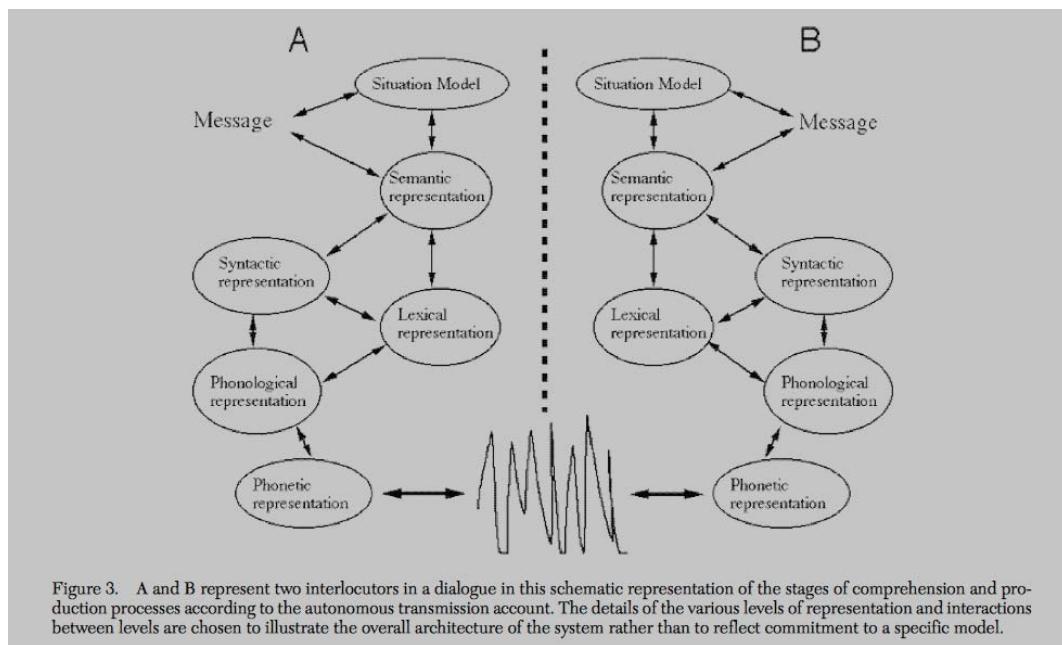 A
B
Situation Model
Situation Model
Message
Message
Semantic
representation
Semantic
representation
Syntactic
representation
Syntactic
representation
Lexical
representation
Lexical
representation
Phonological
representation
Phonological
representation
Phonetic
representation
Phonetic
representation
Figure 3. A and B represent two interlocutors in a dialogue in this schematic representation of the stages of comprehension and pro-
duction processes according to the autonomous transmission account. The details of the various levels of representation and interactions
between levels are chosen to illustrate the overall architecture of the system rather than to reflect commitment to a specific model.